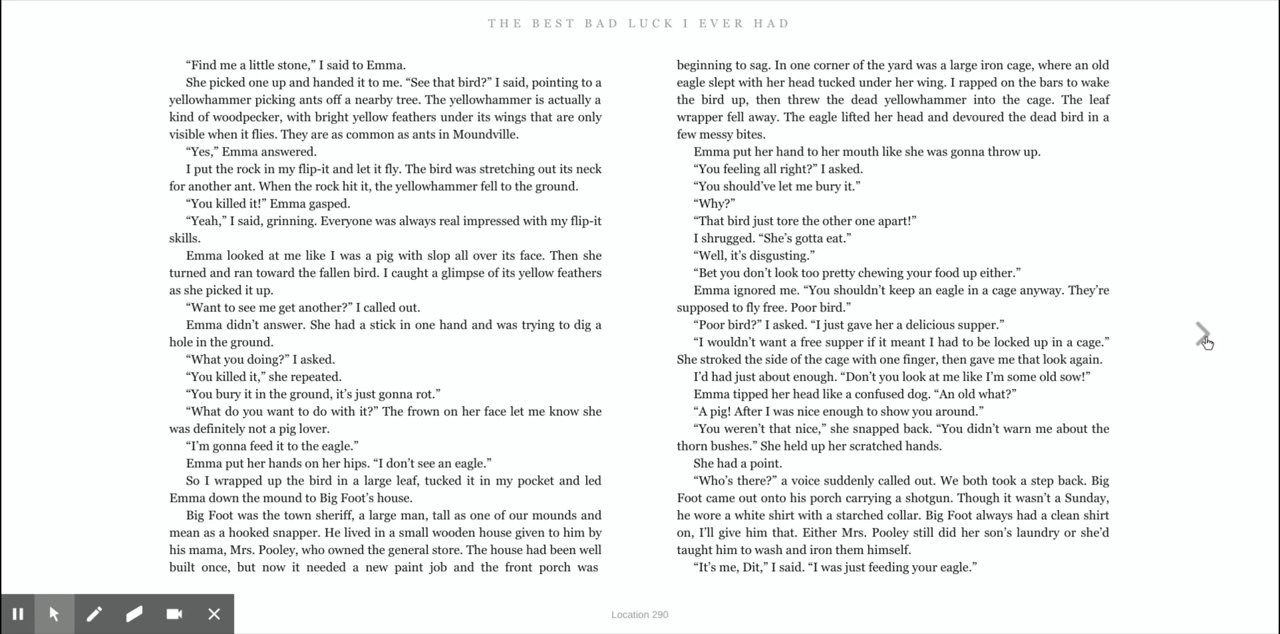 THE BEST BAD LUCK I EVER HAD
“Find me a little stone,” I said to Emma.
She picked one up and handed it to me. “See that bird?” I said, pointing to a
yellowhammer picking ants off a nearby tree. The yellowhammer is actually a
kind of woodpecker, with bright yellow feathers under its wings that are only
visible when it flies. They are as common as ants in Moundville.
“Yes,” Emma answered.
I put the rock in my flip-it and let it fly. The bird was stretching out its neck
for another ant. When the rock hit it, the yellowhammer fell to the ground.
“You killed it!” Emma gasped.
“Yeah,” I said, grinning. Everyone was always real impressed with my flip-it
skills.
Emma looked at me like I was a pig with slop all over its face. Then she
turned and ran toward the fallen bird. I caught a glimpse of its yellow feathers
as she picked it up.
“Want to see me get another?” I called out.
Emma didn’t answer. She had a stick in one hand and was trying to dig a
hole in the ground.
“What you doing?” I asked.
“You killed it,” she repeated.
“You bury it in the ground, it’s just gonna rot.”
“What do you want to do with it?” The frown on her face let me know she
was definitely not a pig lover.
“I’m gonna feed it to the eagle.”
Emma put her hands on her hips. “I don’t see an eagle.”
So I wrapped up the bird in a large leaf, tucked it in my pocket and led
Emma down the mound to Big Foot’s house.
Big Foot was the town sheriff, a large man, tall as one of our mounds and
mean as a hooked snapper. He lived in a small wooden house given to him by
his mama, Mrs. Pooley, who owned the general store. The house had been well
built once, but now it needed a new paint job and the front porch was
beginning to sag. In one corner of the yard was a large iron cage, where an old
eagle slept with her head tucked under her wing. I rapped on the bars to wake
the bird up, then threw the dead yellowhammer into the cage. The leaf
wrapper fell away. The eagle lifted her head and devoured the dead bird in a
few messy bites.
Emma put her hand to her mouth like she was gonna throw up.
“You feeling all right?” I asked.
“You should’ve let me bury it.”
“Why?”
“That bird just tore the other one apart!”
I shrugged. “She’s gotta eat.”
“Well, it’s disgusting.”
“Bet you don’t look too pretty chewing your food up either.”
Emma ignored me. “You shouldn’t keep an eagle in a cage anyway. They're
supposed to fly free. Poor bird.”
“Poor bird?” I asked. “I just gave her a delicious supper.”
“I wouldn’t want a free supper if it meant I had to be locked up in a cage.”
She stroked the side of the cage with one finger, then gave me that look again.
I’d had just about enough. “Don’t you look at me like I’m some old sow!”
Emma tipped her head like a confused dog. “An old what?”
“A pig! After I was nice enough to show you around.”
“You weren’t that nice,” she snapped back. “You didn’t warn me about the
thorn bushes.” She held up her scratched hands.
She had a point.
“Who’s there?” a voice suddenly called out. We both took a step back. Big
Foot came out onto his porch carrying a shotgun. Though it wasn’t a Sunday,
he wore a white shirt with a starched collar. Big Foot always had a clean shirt
on, I’ll give him that. Either Mrs. Pooley still did her son’s laundry or she’d
taught him to wash and iron them himself.
“It’s me, Dit,” I said. “I was just feeding your eagle.”
Location 290